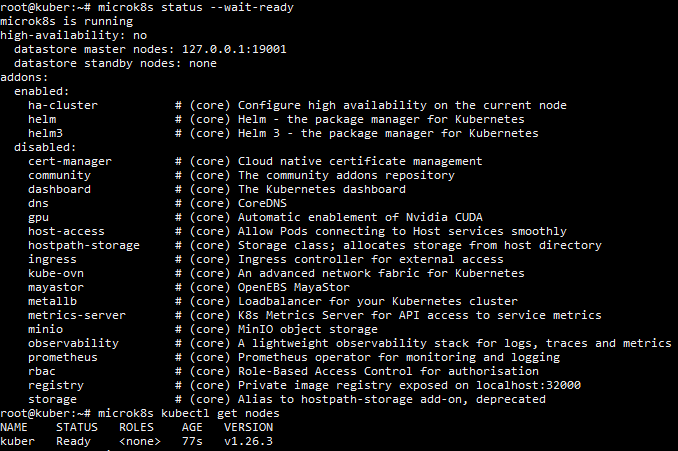 root@kuber:~# microk8s status --wait-ready
microk8s is running
high-availability: no
  datastore master nodes: 127.0.0.1:19001
  datastore standby nodes: none
addons:
  enabled:
    ha-cluster           # (core) Configure high availability on the current node
    helm                 # (core) Helm - the package manager for Kubernetes
    helm3                # (core) Helm 3 - the package manager for Kubernetes
  disabled:
    cert-manager         # (core) Cloud native certificate management
    community            # (core) The community addons repository
    dashboard            # (core) The Kubernetes dashboard
    dns                  # (core) CoreDNS
    gpu                  # (core) Automatic enablement of Nvidia CUDA
    host-access          # (core) Allow Pods connecting to Host services smoothly
    hostpath-storage     # (core) Storage class; allocates storage from host directory
    ingress              # (core) Ingress controller for external access
    kube-ovn             # (core) An advanced network fabric for Kubernetes
    mayastor             # (core) OpenEBS MayaStor
    metallb              # (core) Loadbalancer for your Kubernetes cluster
    metrics-server       # (core) K8s Metrics Server for API access to service metrics
    minio                # (core) MinIO object storage
    observability        # (core) A lightweight observability stack for logs, traces and metrics
    prometheus           # (core) Prometheus operator for monitoring and logging
    rbac                 # (core) Role-Based Access Control for authorisation
    registry             # (core) Private image registry exposed on localhost:32000
    storage              # (core) Alias to hostpath-storage add-on, deprecated
root@kuber:~# microk8s kubectl get nodes
NAME    STATUS   ROLES    AGE   VERSION
kuber   Ready    <none>   77s   v1.26.3